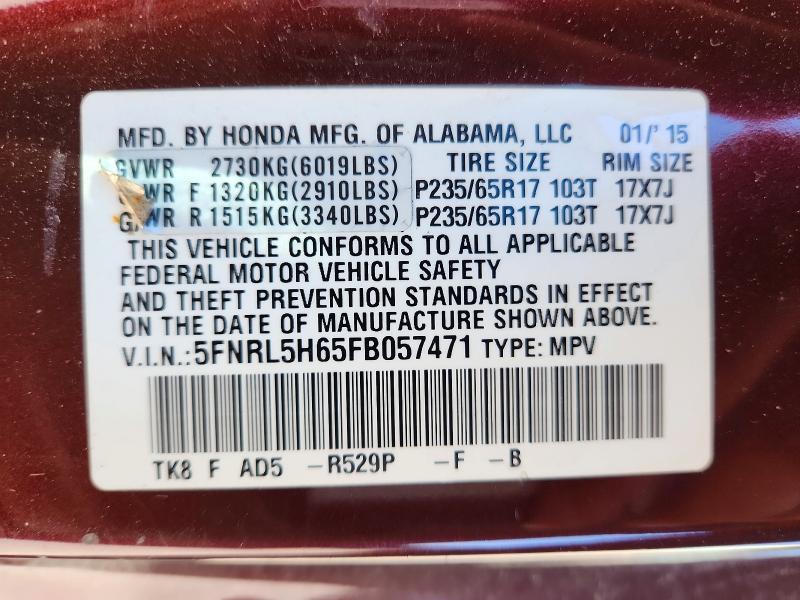 MFD. BY HONDA MFG. OF ALABAMA, LLC 01/' 15
GVWR 2730KG(6019LBS) TIRE SIZE RIM SIZE
WR F 1320KG(2910LBS) P235/65R17 103T 17X7J
GAWR R 1515KG(3340LBS) P235/65R17 103T 17X7J
THIS VEHICLE CONFORMS TO ALL APPLICABLE
FEDERAL MOTOR VEHICLE SAFETY
AND THEFT PREVENTION STANDARDS IN EFFECT
ON THE DATE OF MANUFACTURE SHOWN ABOVE.
V.I.N.:5FNRL5H65FB057471 TYPE: MPV
TK8 F AD5 -R529P -F -B